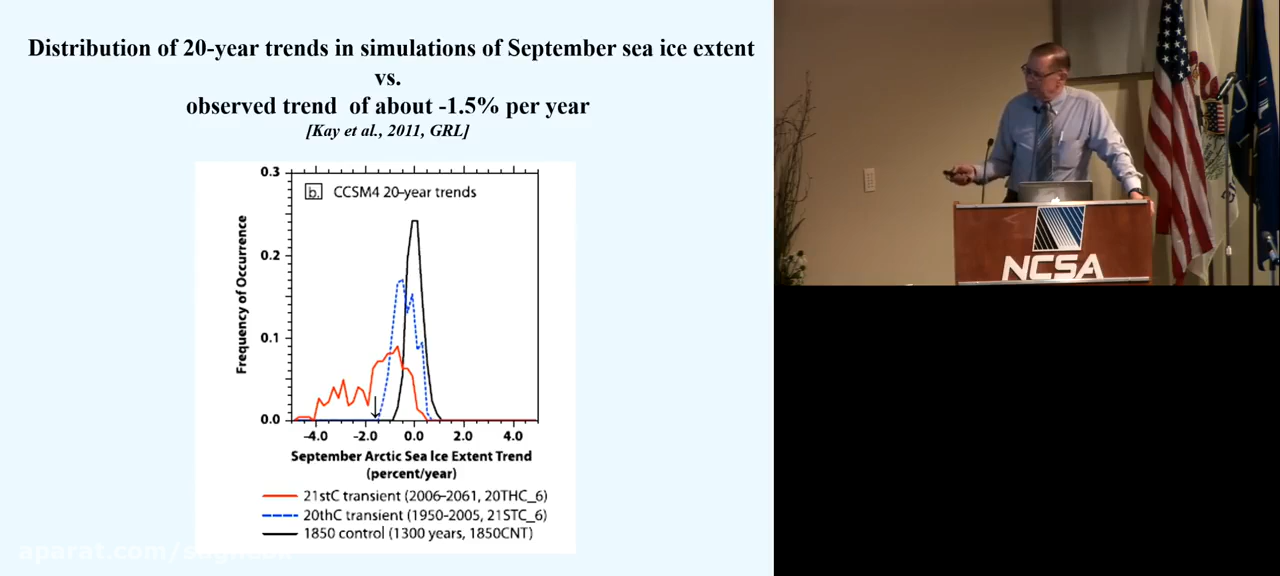 Distribution of 20-year trends in simulations of September sea ice extent
vs.
observed trend of about -1.5% per year
[Kay et al., 2011, GRL]
b. CCSM4 20-year trends
Frequency of Occurrence
0.3
0.2
0.1
0.0
-4.0 -2.0 0.0 2.0 4.0
September Arctic Sea Ice Extent Trend
(percent/year)
21stC transient (2006-2061, 20THC_6)
20thC transient (1950-2005, 21STC_6)
1850 control (1300 years, 1850CNT)
NCSA